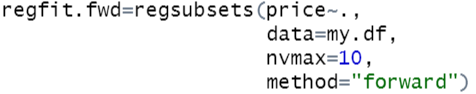 regfit.fwd=regsubsets(price~.,
data=my.df,
nvmax=10,
method="forward")